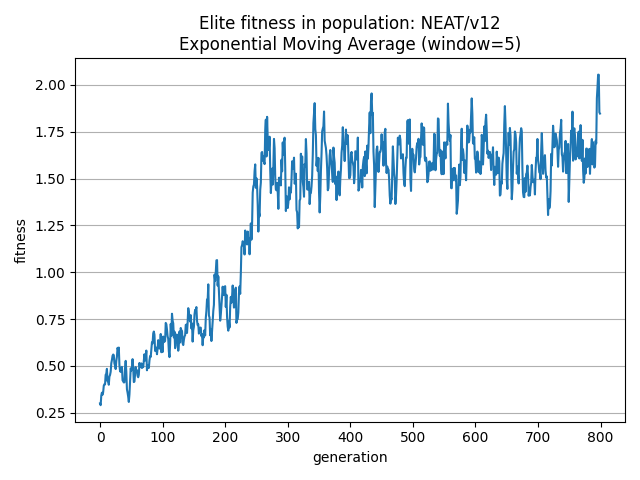 Elite fitness in population: NEAT/v12
Exponential Moving Average (window=5)
fitness
2.00
1.75
1.50
1.25
1.00
0.75
0.50
0.25
0 100 200 300 400 500 600 700 800
generation